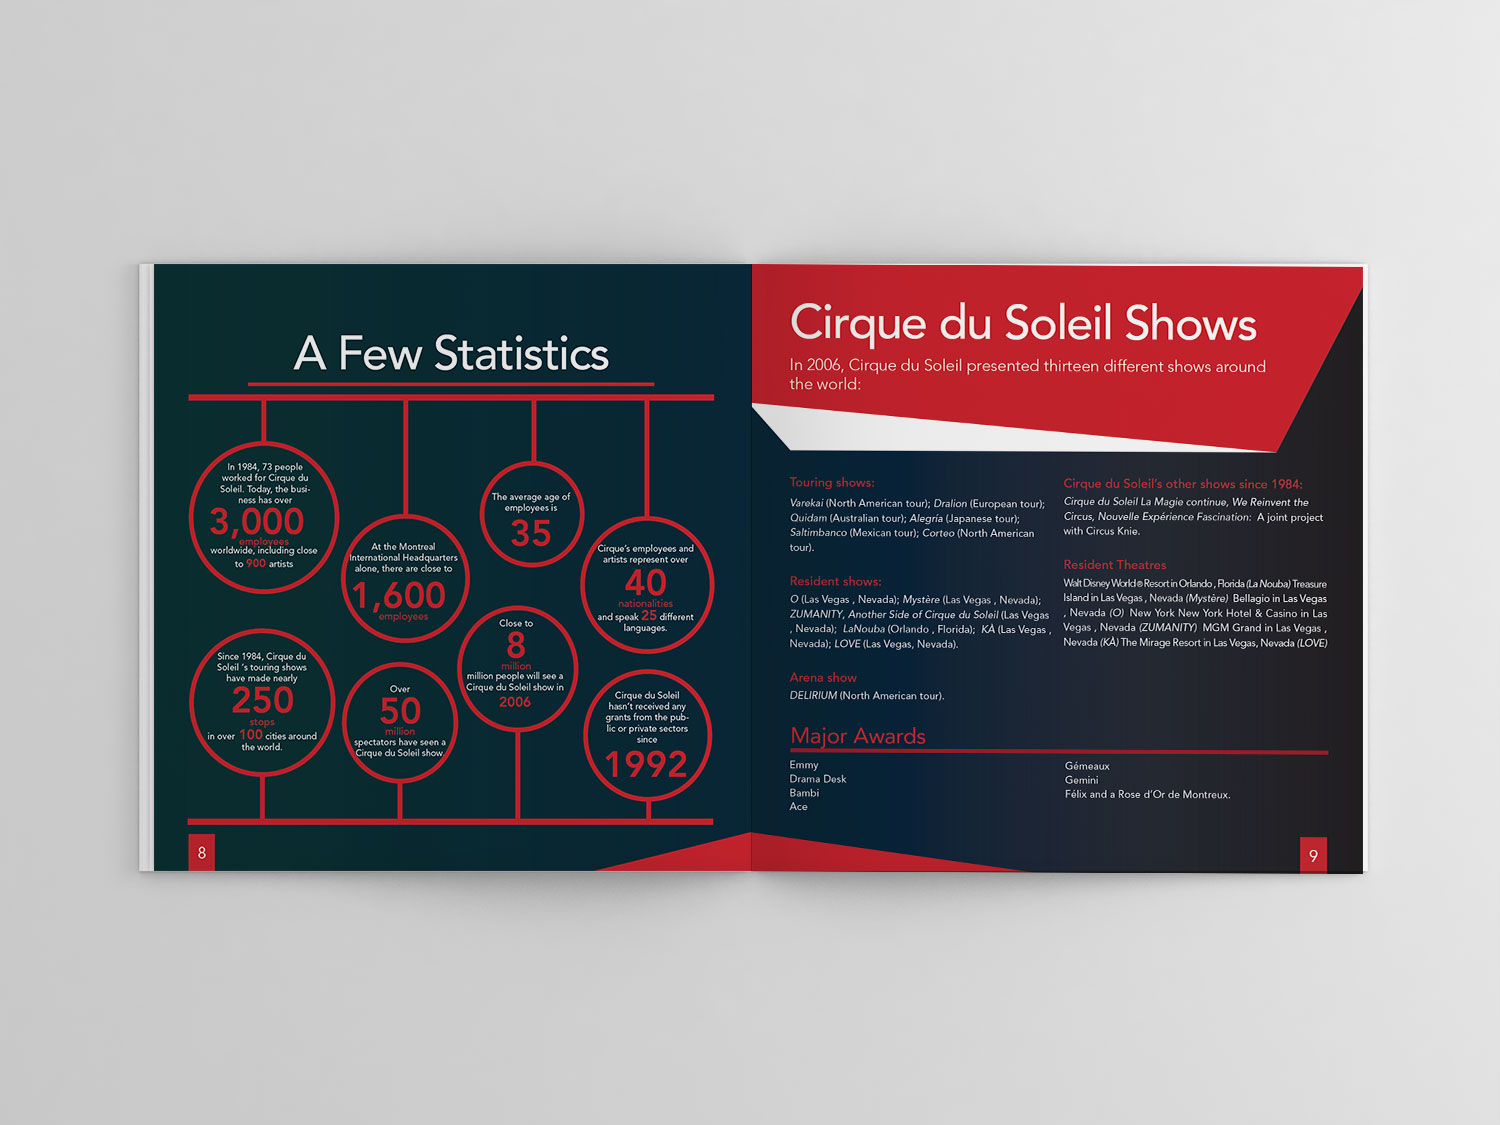 A Few Statistics
In 1984, 73 people
worked for Cirque du
Soleil. Today, the busi-
ness has over
3,000
employees
worldwide, including close
to 900 artists
At the Montreal
International Headquarters
alone, there are close to
1,600
employees
The average age of
employees is
35
Cirque's employees and
artists represent over
40
nationalities
and speak 25 different
languages.
Since 1984, Cirque du
Soleil 's touring shows
have made nearly
250
stops
in over 100 cities around
the world.
Over
50
million
spectators have seen a
Cirque du Soleil show.
Close to
8
million
million people will see a
Cirque du Soleil show in
2006
Cirque du Soleil
hasn't received any
grants from the pub-
lic or private sectors
since
1992
8
Cirque du Soleil Shows
In 2006, Cirque du Soleil presented thirteen different shows around
the world:
Touring shows:
Varekai (North American tour); Dralion (European tour);
Quidam (Australian tour); Alegría (Japanese tour);
Saltimbanco (Mexican tour); Corteo (North American
tour).
Resident shows:
O (Las Vegas , Nevada); Mystère (Las Vegas , Nevada);
ZUMANITY, Another Side of Cirque du Soleil (Las Vegas
, Nevada); LaNouba (Orlando , Florida); KÀ (Las Vegas ,
Nevada); LOVE (Las Vegas, Nevada).
Arena show
DELIRIUM (North American tour).
Cirque du Soleil's other shows since 1984:
Cirque du Soleil La Magie continue, We Reinvent the
Circus, Nouvelle Expérience Fascination: A joint project
with Circus Knie.
Resident Theatres
Walt Disney World® Resort in Orlando , Florida (La Nouba) Treasure
Island in Las Vegas , Nevada (Mystère) Bellagio in Las Vegas
, Nevada (O) New York New York Hotel & Casino in Las
Vegas , Nevada (ZUMANITY) MGM Grand in Las Vegas ,
Nevada (KÀ) The Mirage Resort in Las Vegas, Nevada (LOVE)
Major Awards
Emmy
Drama Desk
Bambi
Ace
Gémeaux
Gemini
Félix and a Rose d'Or de Montreux.
9